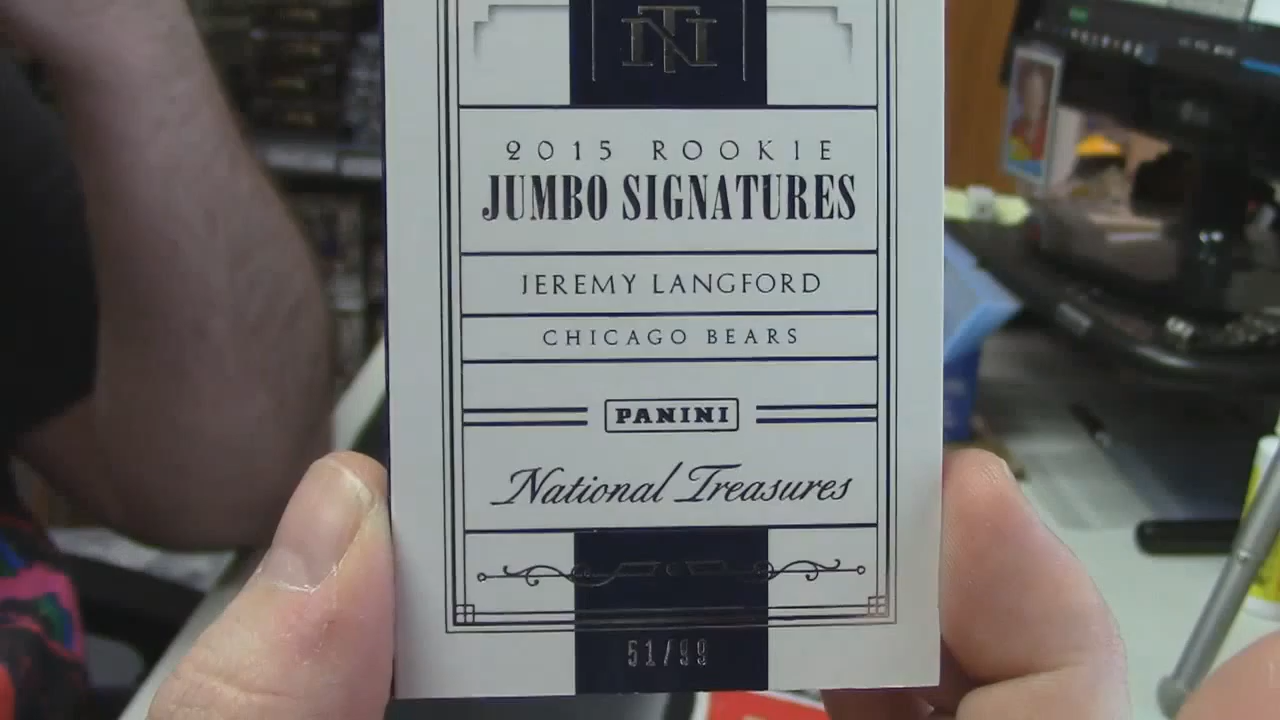 NT
2015 ROOKIE
JUMBO SIGNATURES
JEREMY LANGFORD
CHICAGO BEARS
PANINI
National Treasures
51/99